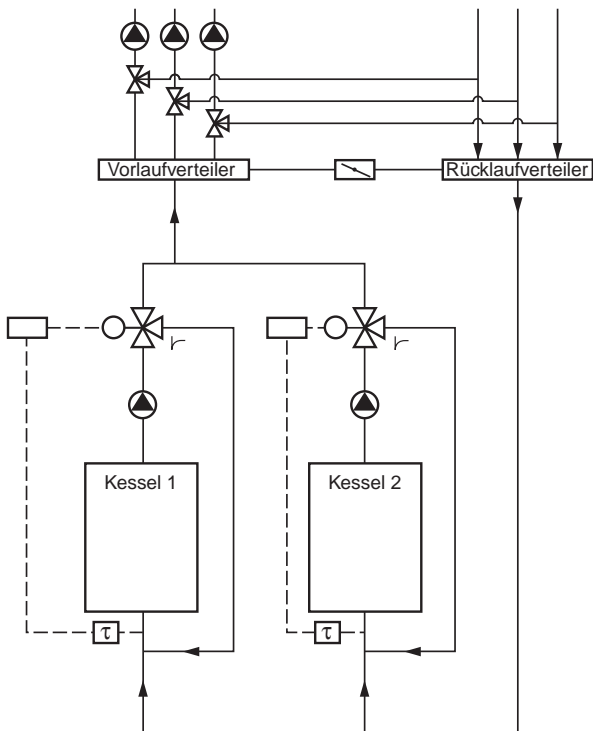 Vorlaufverteiler
Rücklaufverteiler
Kessel 1
Kessel 2
τ
τ